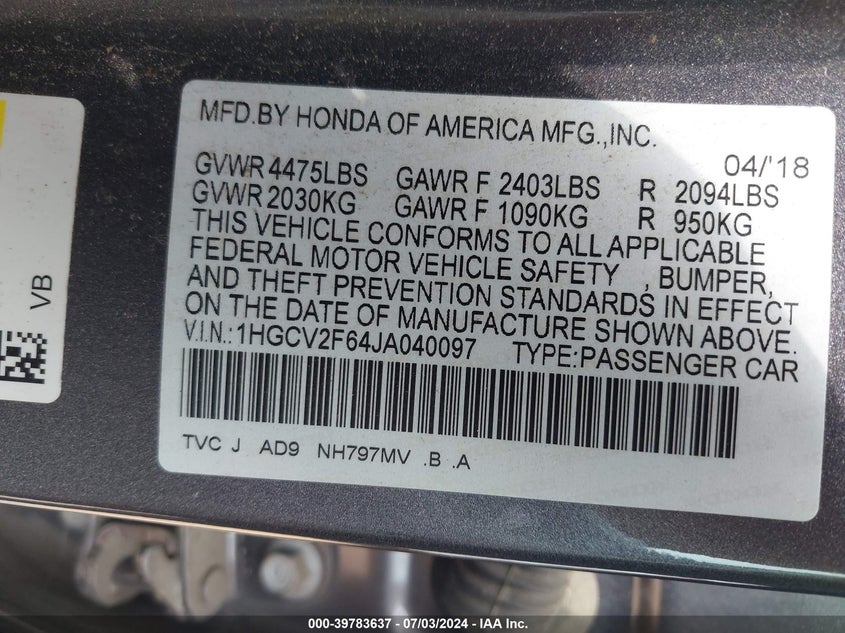 MFD.BY HONDA OF AMERICA MFG.,INC.
04/'18
GVWR 4475LBS GAWR F 2403LBS R 2094LBS
GVWR 2030KG GAWR F 1090KG R 950KG
THIS VEHICLE CONFORMS TO ALL APPLICABLE
FEDERAL MOTOR VEHICLE SAFETY , BUMPER,
AND THEFT PREVENTION STANDARDS IN EFFECT
ON THE DATE OF MANUFACTURE SHOWN ABOVE.
V.I.N.: 1HGCV2F64JA040097 TYPE:PASSENGER CAR
TVC J AD9 NH797MV .B .A
VB
000-39783637 - 07/03/2024 - IAA Inc.